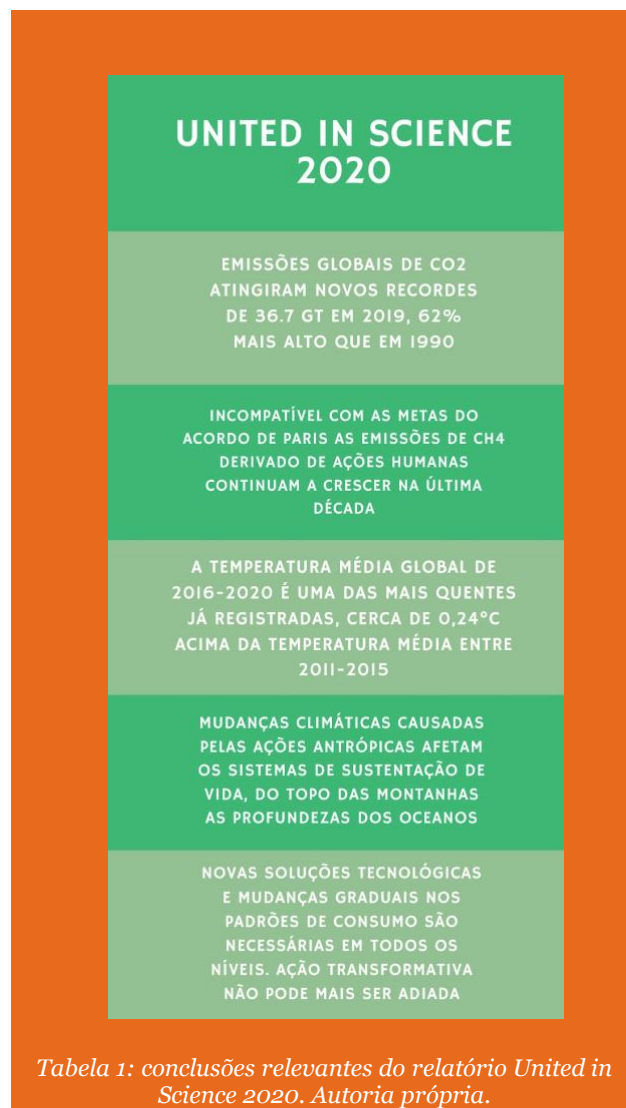 UNITED IN SCIENCE
2020
EMISSÕES GLOBAIS DE CO2
ATINGIRAM NOVOS RECORDES
DE 36.7 GT EM 2019, 62%
MAIS ALTO QUE EM 1990
INCOMPATÍVEL COM AS METAS DO
ACORDO DE PARIS AS EMISSÕES DE CH4
DERIVADO DE AÇÕES HUMANAS
CONTINUAM A CRESCER NA ÚLTIMA
DÉCADA
A TEMPERATURA MÉDIA GLOBAL DE
2016-2020 É UMA DAS MAIS QUENTES
JÁ REGISTRADAS, CERCA DE 0,24°C
ACIMA DA TEMPERATURA MÉDIA ENTRE
2011-2015
MUDANÇAS CLIMÁTICAS CAUSADAS
PELAS AÇÕES ANTRÓPICAS AFETAM
OS SISTEMAS DE SUSTENTAÇÃO DE
VIDA, DO TOPO DAS MONTANHAS
AS PROFUNDEZAS DOS OCEANOS
NOVAS SOLUÇÕES TECNOLÓGICAS
E MUDANÇAS GRADUAIS NOS
PADRÕES DE CONSUMO SÃO
NECESSÁRIAS EM TODOS OS
NÍVEIS. AÇÃO TRANSFORMATIVA
NÃO PODE MAIS SER ADIADA
Tabela 1: conclusões relevantes do relatório United in
Science 2020. Autoria própria.